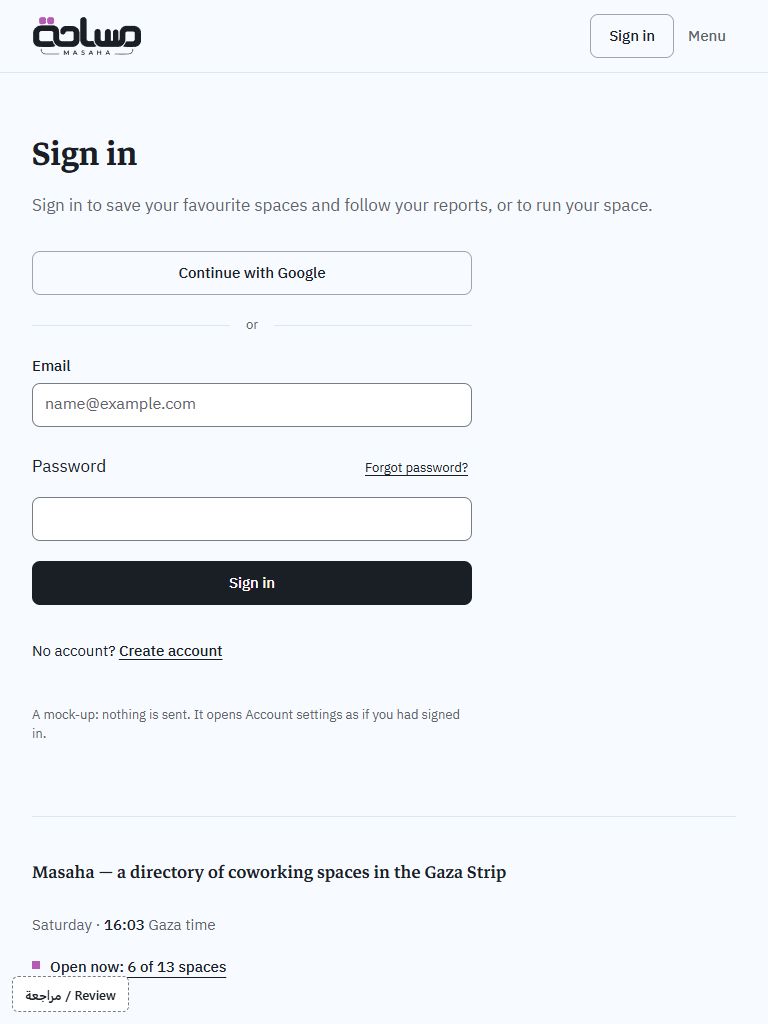 مساحة
MASAHA
Sign in
Menu
Sign in
Sign in to save your favourite spaces and follow your reports, or to run your space.
Continue with Google
or
Email
name@example.com
Password
Forgot password?
Sign in
No account? Create account
A mock-up: nothing is sent. It opens Account settings as if you had signed
in.
Masaha — a directory of coworking spaces in the Gaza Strip
Saturday · 16:03 Gaza time
Open now: 6 of 13 spaces
مراجعة / Review